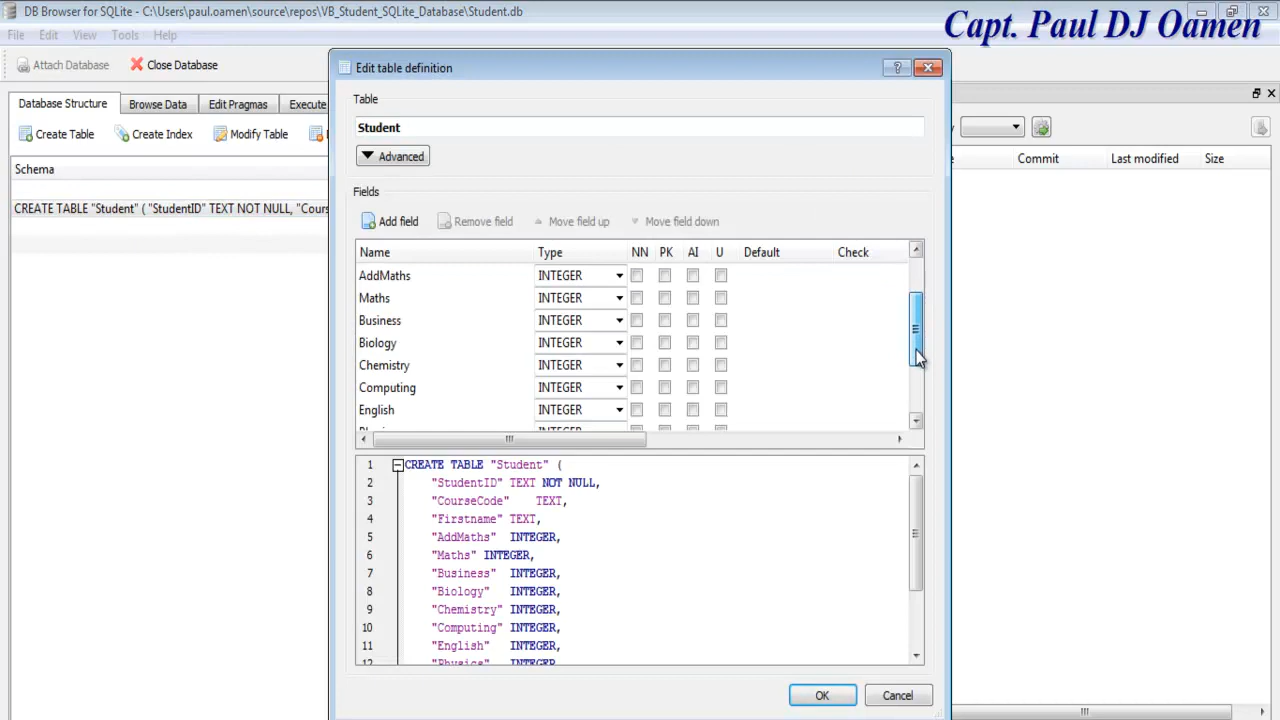 DB Browser for SQLite - C:\Users\paul.oamen\source\repos\VB_Student_SQLite_Database\Student.db
Capt. Paul DJ Oamen
File Edit View Tools Help
Attach Database Close Database
Edit table definition
Database Structure Browse Data Edit Pragmas Execute
Create Table Create Index Modify Table
Schema
CREATE TABLE "Student" ( "StudentID" TEXT NOT NULL, "Cours
Table
Student
Advanced
Fields
Add field Remove field Move field up Move field down
Name Type NN PK AI U Default Check
AddMaths INTEGER
Maths INTEGER
Business INTEGER
Biology INTEGER
Chemistry INTEGER
Computing INTEGER
English INTEGER
1 CREATE TABLE "Student" (
2 "StudentID" TEXT NOT NULL,
3 "CourseCode" TEXT,
4 "Firstname" TEXT,
5 "AddMaths" INTEGER,
6 "Maths" INTEGER,
7 "Business" INTEGER,
8 "Biology" INTEGER,
9 "Chemistry" INTEGER,
10 "Computing" INTEGER,
11 "English" INTEGER,
12 "Physics" INTEGER
OK Cancel
Commit Last modified Size